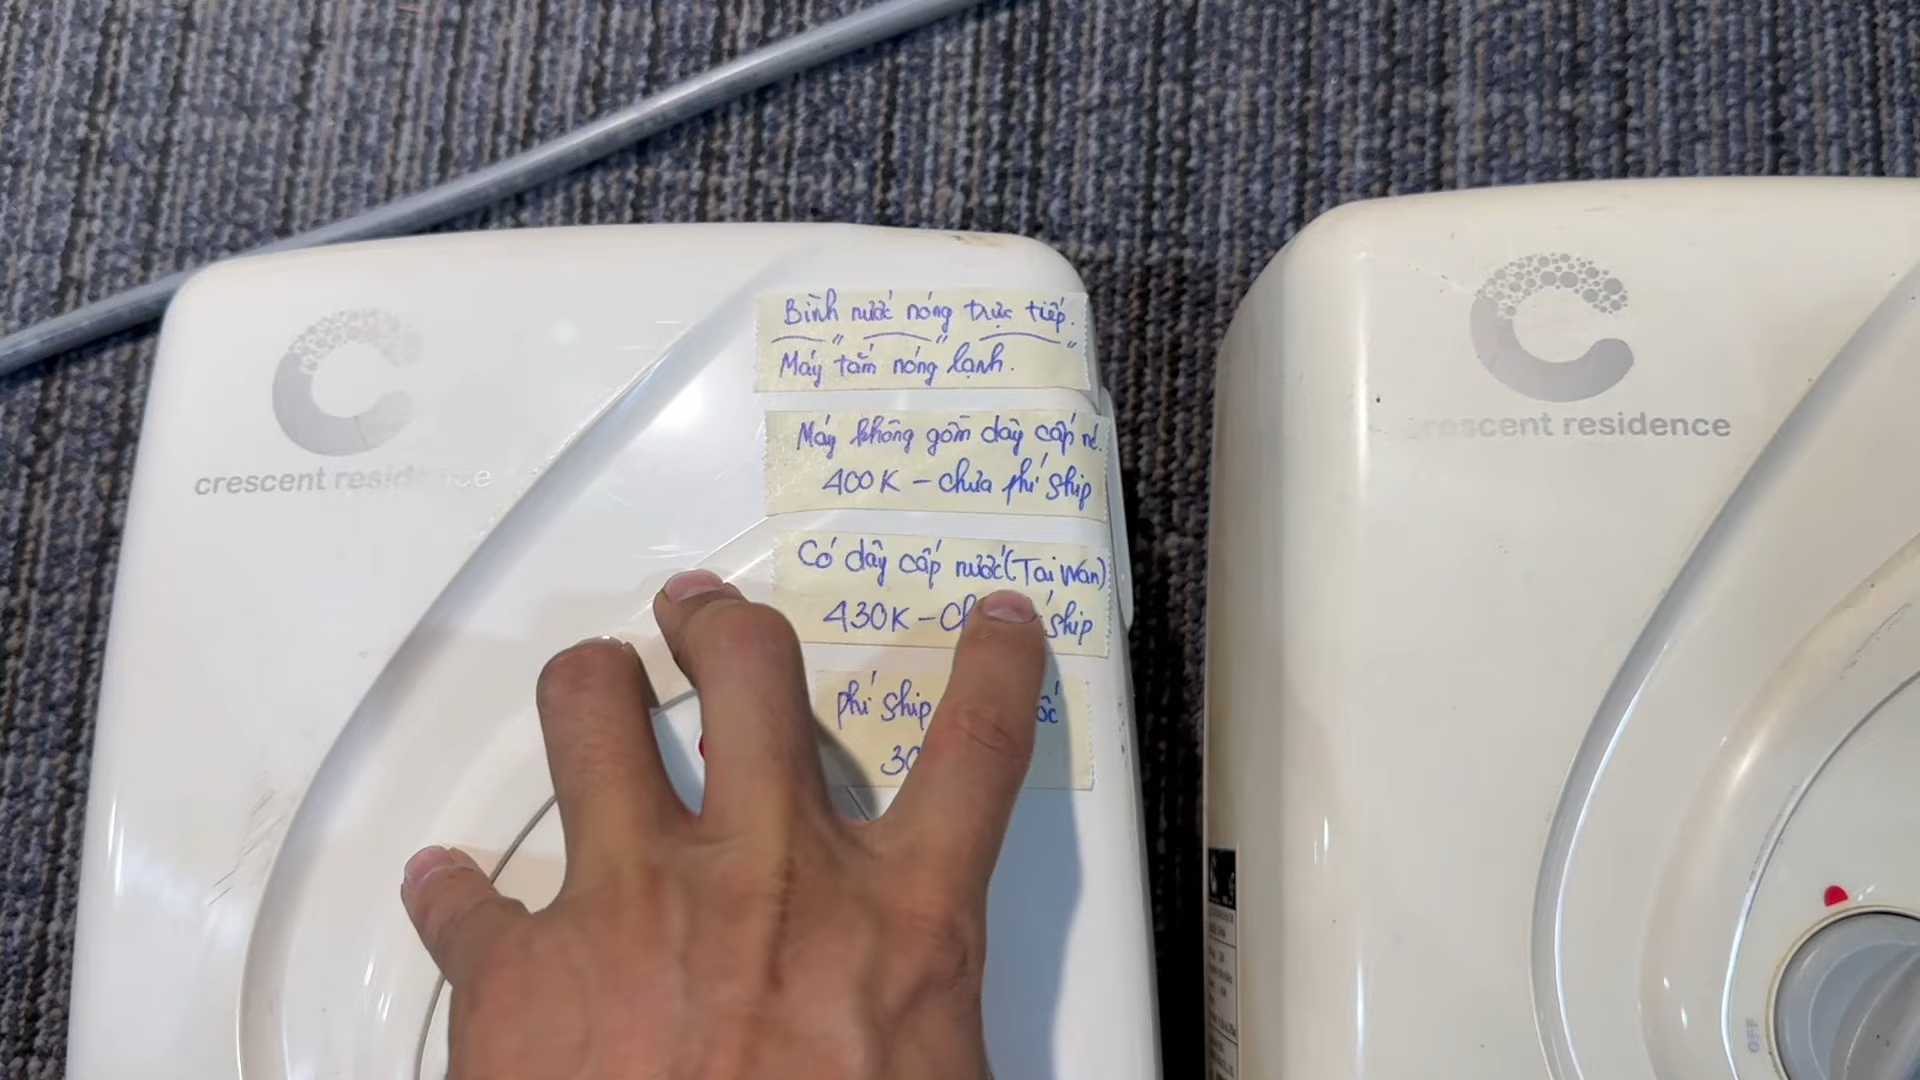 crescent residence
Bình nước nóng trực tiếp.
Máy tắm nóng lạnh.
Máy không gồm dây cấp nc.
400K – chưa phí ship
Có dây cấp nước (Taiwan)
430K – ship
phí ship
crescent residence
OFF